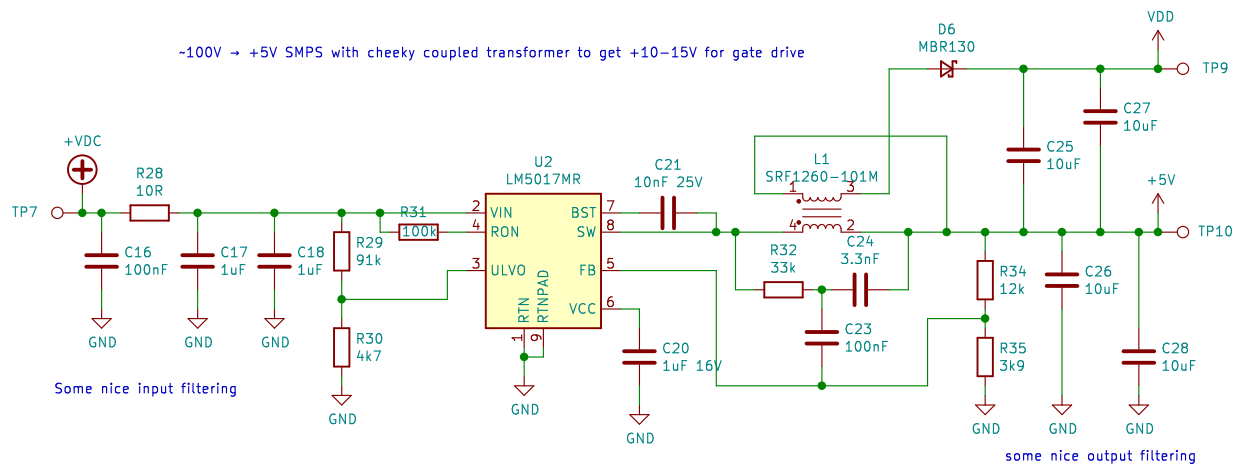 ~100V → +5V SMPS with cheeky coupled transformer to get +10-15V for gate drive
VDD
D6
MBR130
TP9
+VDC
R28
10R
TP7
C16
100nF
C17
1uF
C18
1uF
R29
91k
R30
4k7
R31
100k
GND
GND
GND
GND
Some nice input filtering
U2
LM5017MR
2
VIN
4
RON
3
ULVO
BST
7
SW
8
FB
5
VCC
6
RTN
RTNPAD
1
9
GND
C21
10nF 25V
C20
1uF 16V
GND
L1
SRF1260-101M
1
3
4
2
R32
33k
C24
3.3nF
C23
100nF
C25
10uF
C27
10uF
+5V
TP10
R34
12k
R35
3k9
C26
10uF
C28
10uF
GND
GND
GND
some nice output filtering